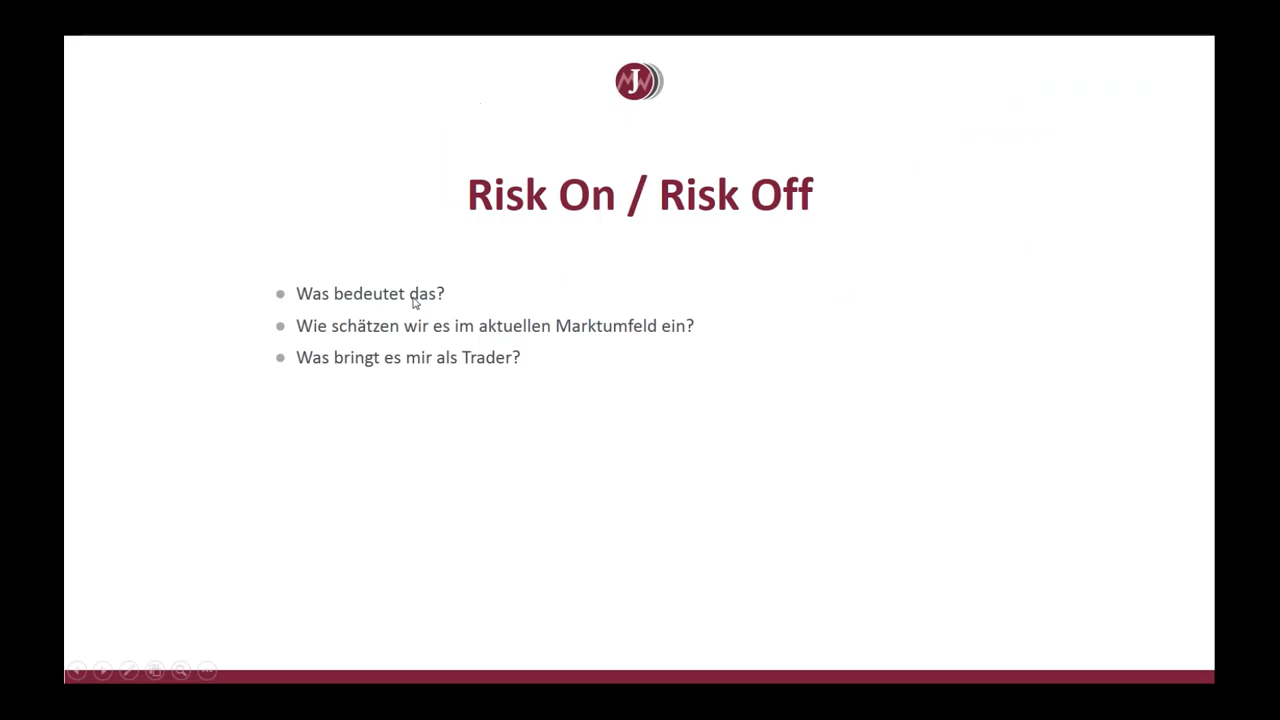 J
Risk On / Risk Off
Was bedeutet das?
Wie schätzen wir es im aktuellen Marktumfeld ein?
Was bringt es mir als Trader?